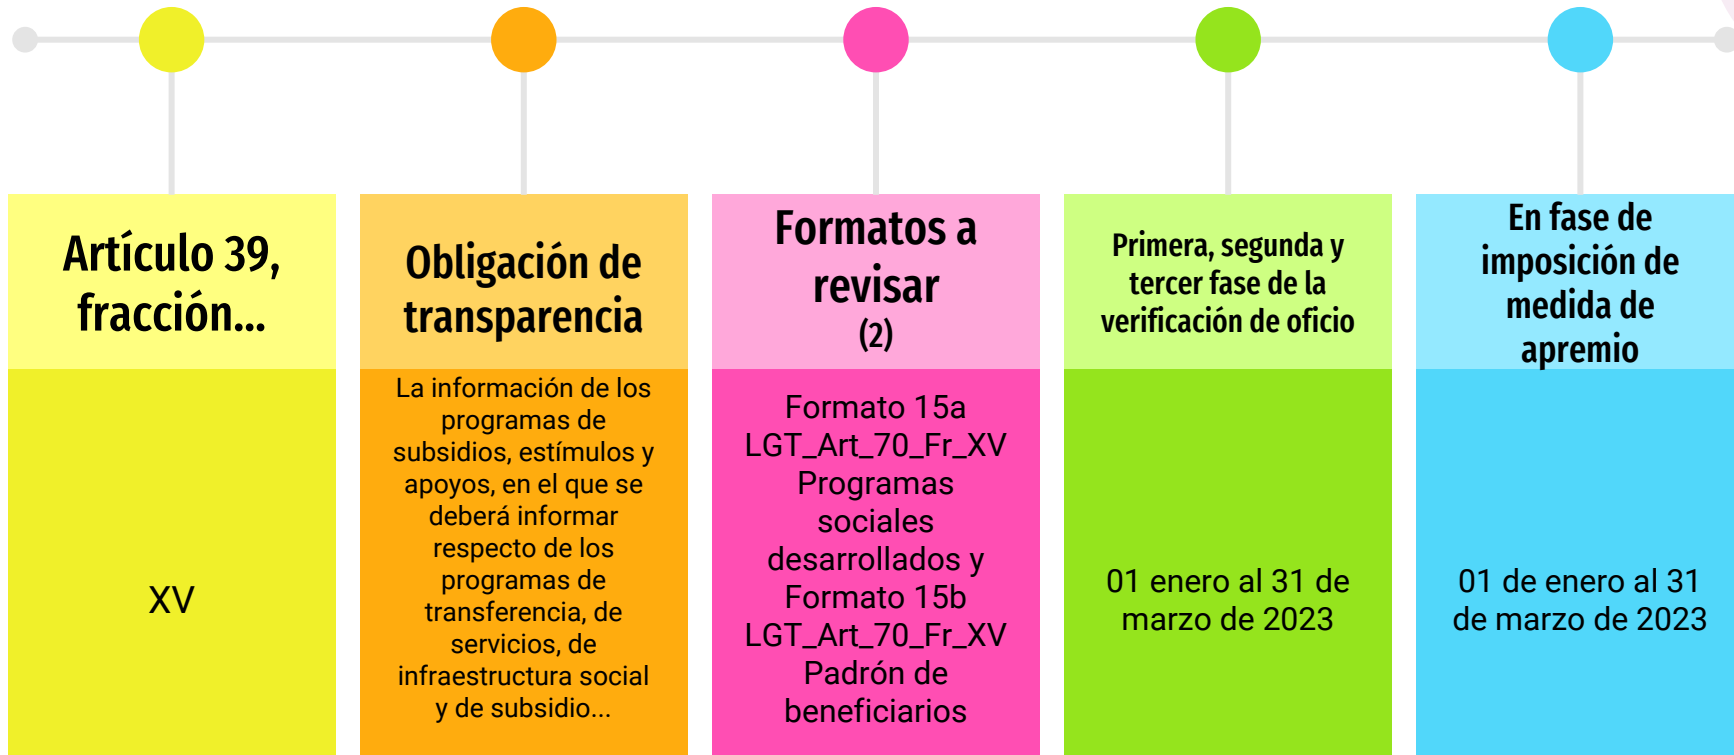 Artículo 39,
fracción...
XV
Obligación de
transparencia
La información de los
programas de
subsidios, estímulos y
apoyos, en el que se
deberá informar
respecto de los
programas de
transferencia, de
servicios, de
infraestructura social
y de subsidio...
Formatos a
revisar
(2)
Formato 15a
LGT_Art_70_Fr_XV
Programas
sociales
desarrollados y
Formato 15b
LGT_Art_70_Fr_XV
Padrón de
beneficiarios
Primera, segunda y
tercer fase de la
verificación de oficio
01 enero al 31 de
marzo de 2023
En fase de
imposición de
medida de
apremio
01 de enero al 31
de marzo de 2023